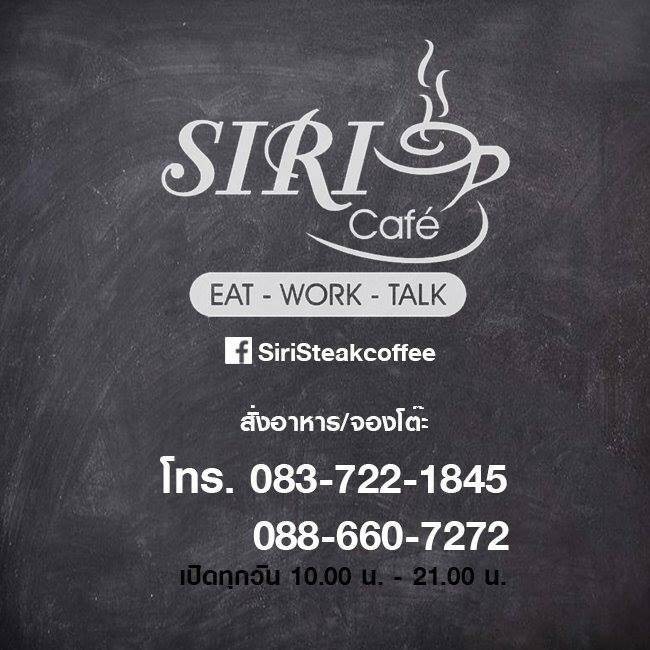 SIRI
Café
EAT - WORK - TALK
f SiriSteakcoffee
สั่งอาหาร/จองโต๊ะ
โทร. 083-722-1845
088-660-7272
เปิดทุกวัน 10.00 น. - 21.00 น.